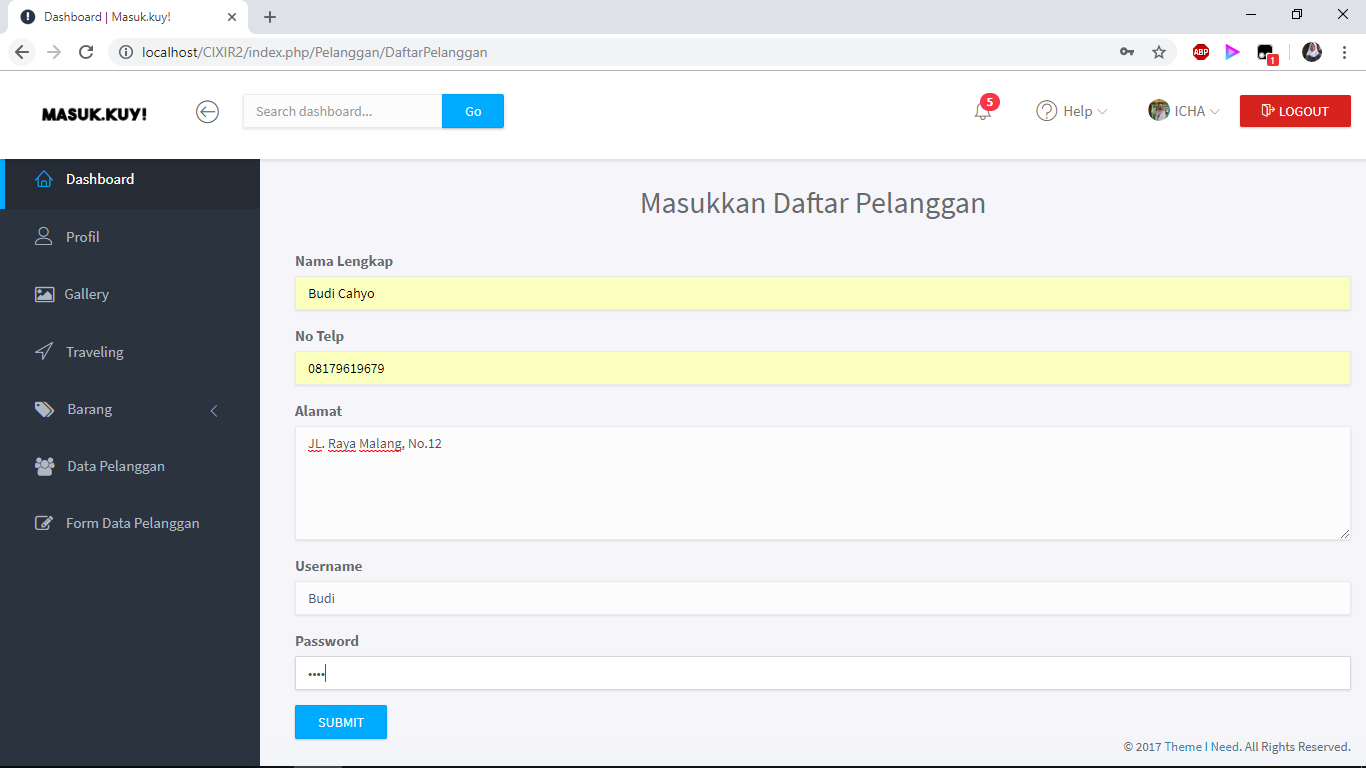 Dashboard | Masuk.kuy!
localhost/CIXIR2/index.php/Pelanggan/DaftarPelanggan
ABP
1
MASUK.KUY!
Search dashboard...
Go
5
Help
ICHA
LOGOUT
Dashboard
Profil
Gallery
Traveling
Barang
Data Pelanggan
Form Data Pelanggan
Masukkan Daftar Pelanggan
Nama Lengkap
Budi Cahyo
No Telp
08179619679
Alamat
JL. Raya Malang, No.12
Username
Budi
Password
••••
SUBMIT
© 2017 Theme I Need. All Rights Reserved.